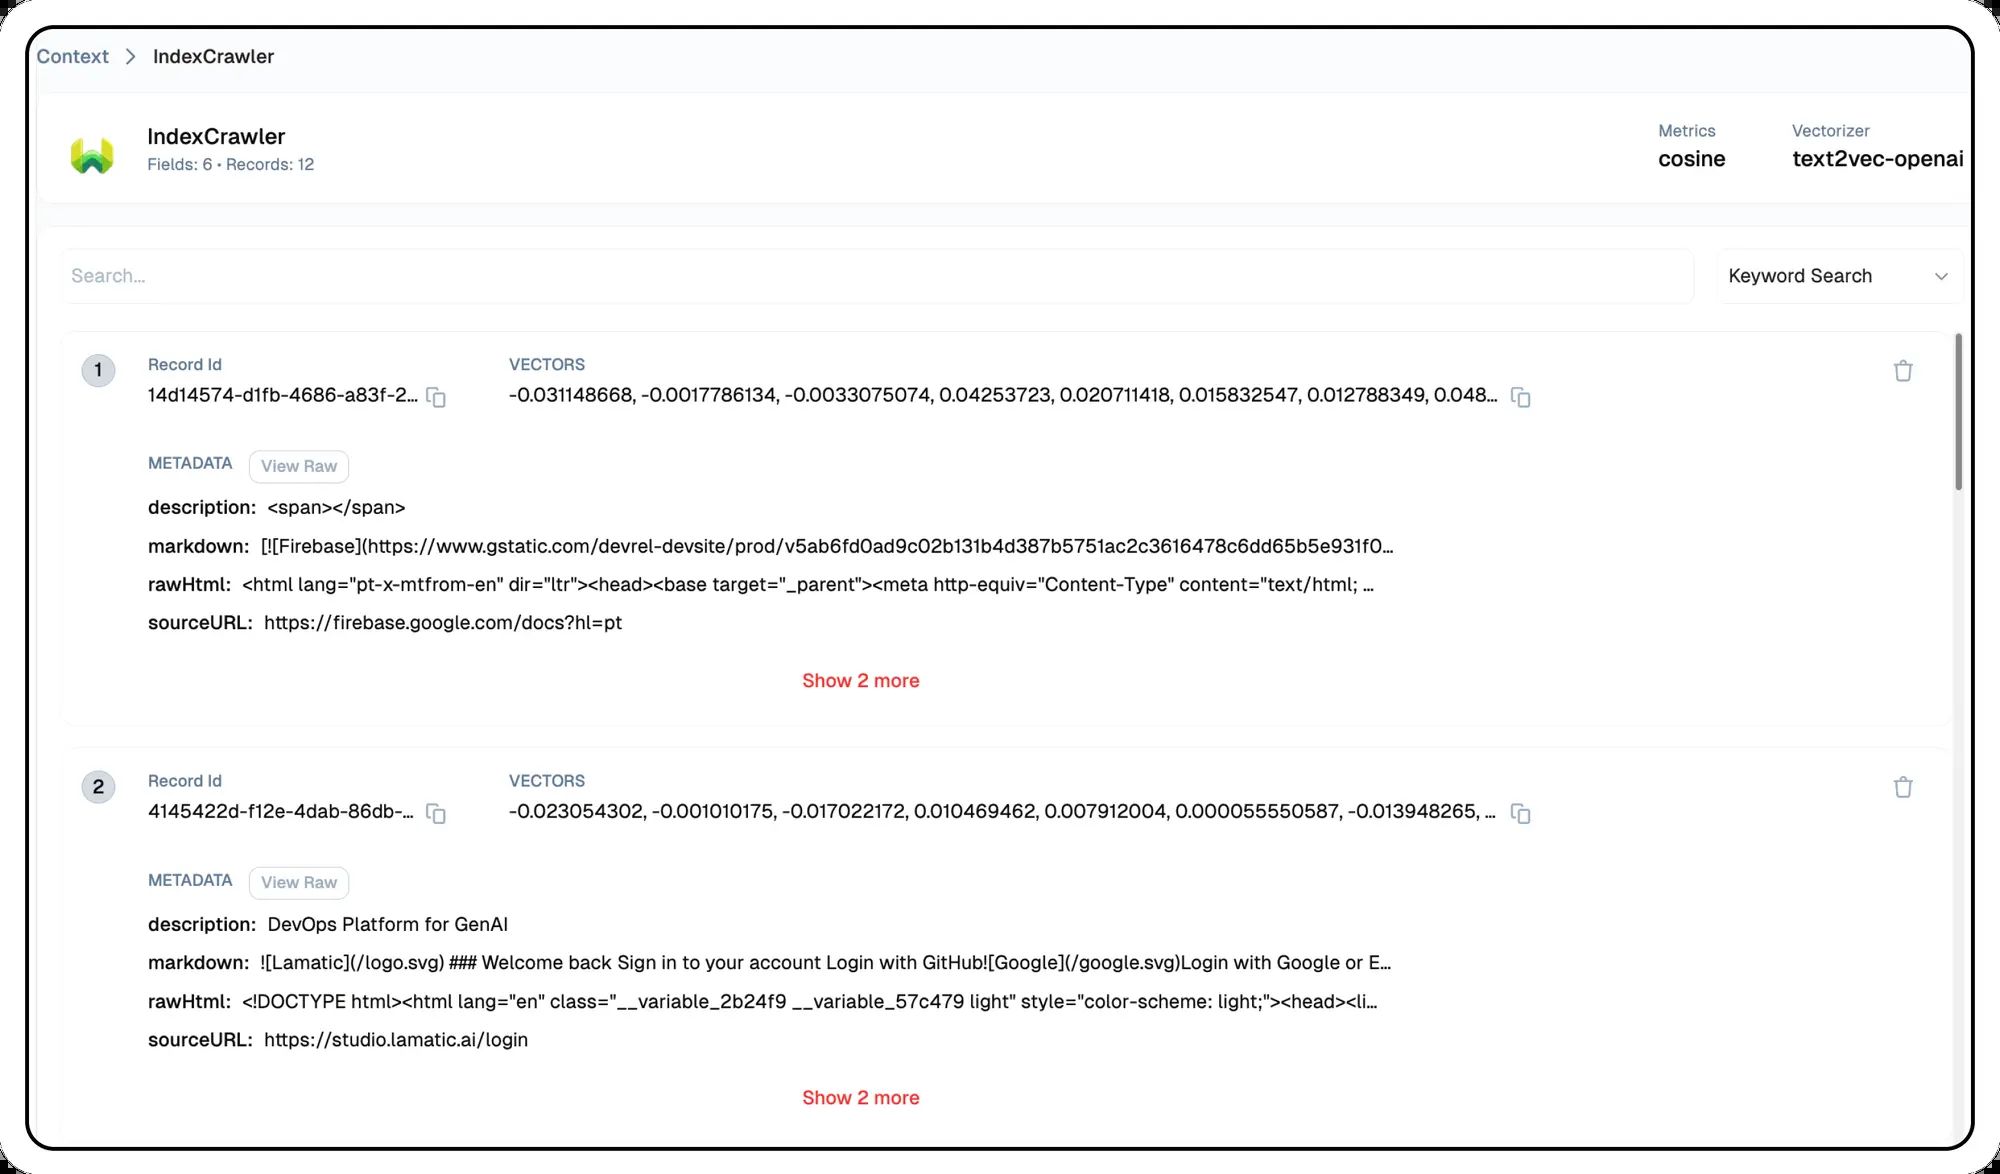 Context > IndexCrawler
IndexCrawler
Fields: 6 • Records: 12
Metrics
cosine
Vectorizer
text2vec-openai
Search...
Keyword Search
1
Record Id
14d14574-d1fb-4686-a83f-2...
VECTORS
-0.031148668, -0.0017786134, -0.0033075074, 0.04253723, 0.020711418, 0.015832547, 0.012788349, 0.048...
METADATA View Raw
description: <span></span>
markdown: [![Firebase](https://www.gstatic.com/devrel-devsite/prod/v5ab6fd0ad9c02b131b4d387b5751ac2c3616478c6dd65b5e931f0...
rawHtml: <html lang="pt-x-mtfrom-en" dir="ltr"><head><base target="_parent"><meta http-equiv="Content-Type" content="text/html; ...
sourceURL: https://firebase.google.com/docs?hl=pt
Show 2 more
2
Record Id
4145422d-f12e-4dab-86db-...
VECTORS
-0.023054302, -0.001010175, -0.017022172, 0.010469462, 0.007912004, 0.000055550587, -0.013948265, ...
METADATA View Raw
description: DevOps Platform for GenAI
markdown: ![Lamatic](/logo.svg) ### Welcome back Sign in to your account Login with GitHub![Google](/google.svg)Login with Google or E...
rawHtml: <!DOCTYPE html><html lang="en" class="__variable_2b24f9 __variable_57c479 light" style="color-scheme: light;"><head><li...
sourceURL: https://studio.lamatic.ai/login
Show 2 more